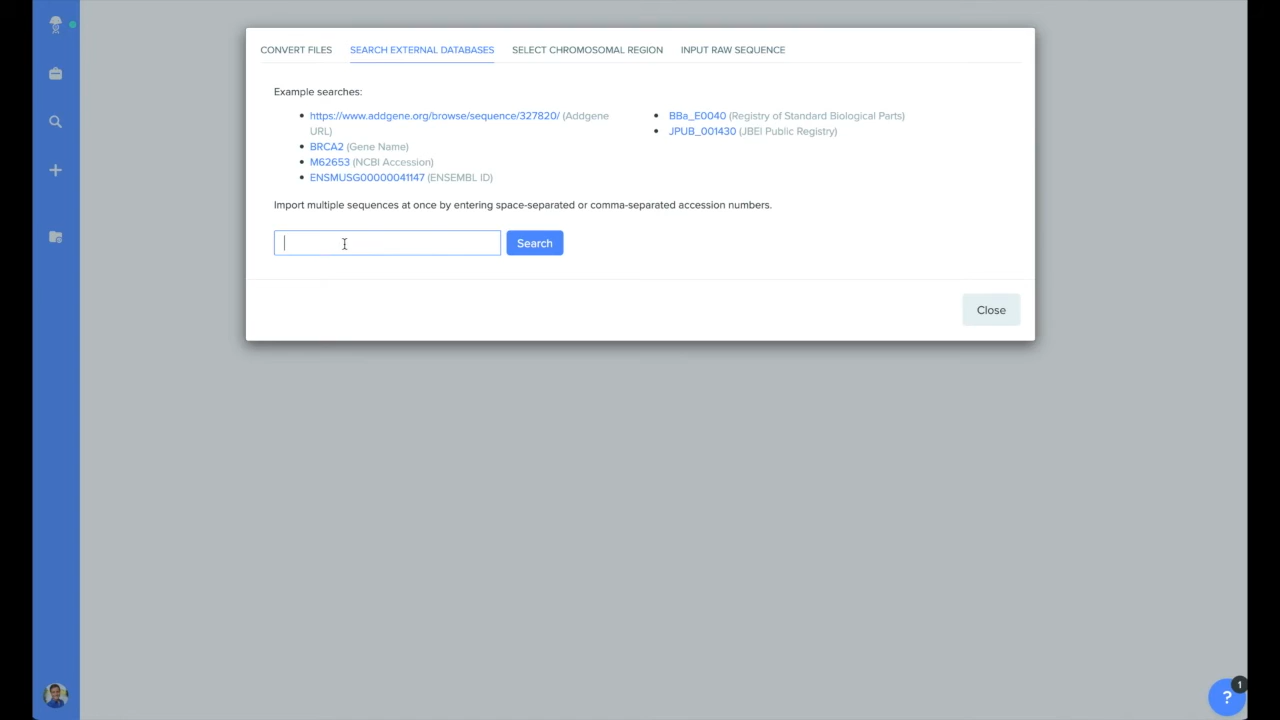 CONVERT FILES SEARCH EXTERNAL DATABASES SELECT CHROMOSOMAL REGION INPUT RAW SEQUENCE
Example searches:
https://www.addgene.org/browse/sequence/327820/ (Addgene
URL)
BRCA2 (Gene Name)
M62653 (NCBI Accession)
ENSMUSG00000041147 (ENSEMBL ID)
BBa_E0040 (Registry of Standard Biological Parts)
JPUB_001430 (JBEI Public Registry)
Import multiple sequences at once by entering space-separated or comma-separated accession numbers.
Search
Close
1
?